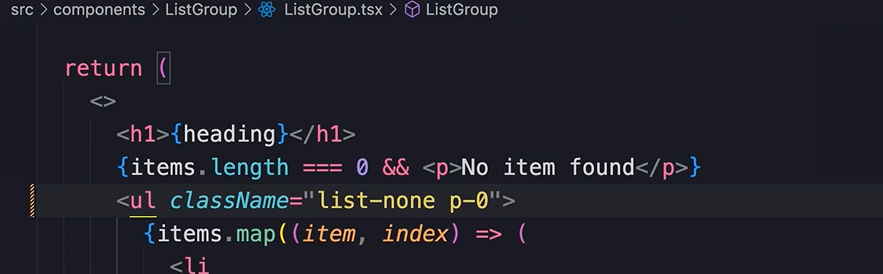 src > components > ListGroup > ListGroup.tsx > ListGroup
return (
<>
<h1>{heading}</h1>
{items.length === 0 && <p>No item found</p>}
<ul className="list-none p-0">
{items.map((item, index) => (
<li